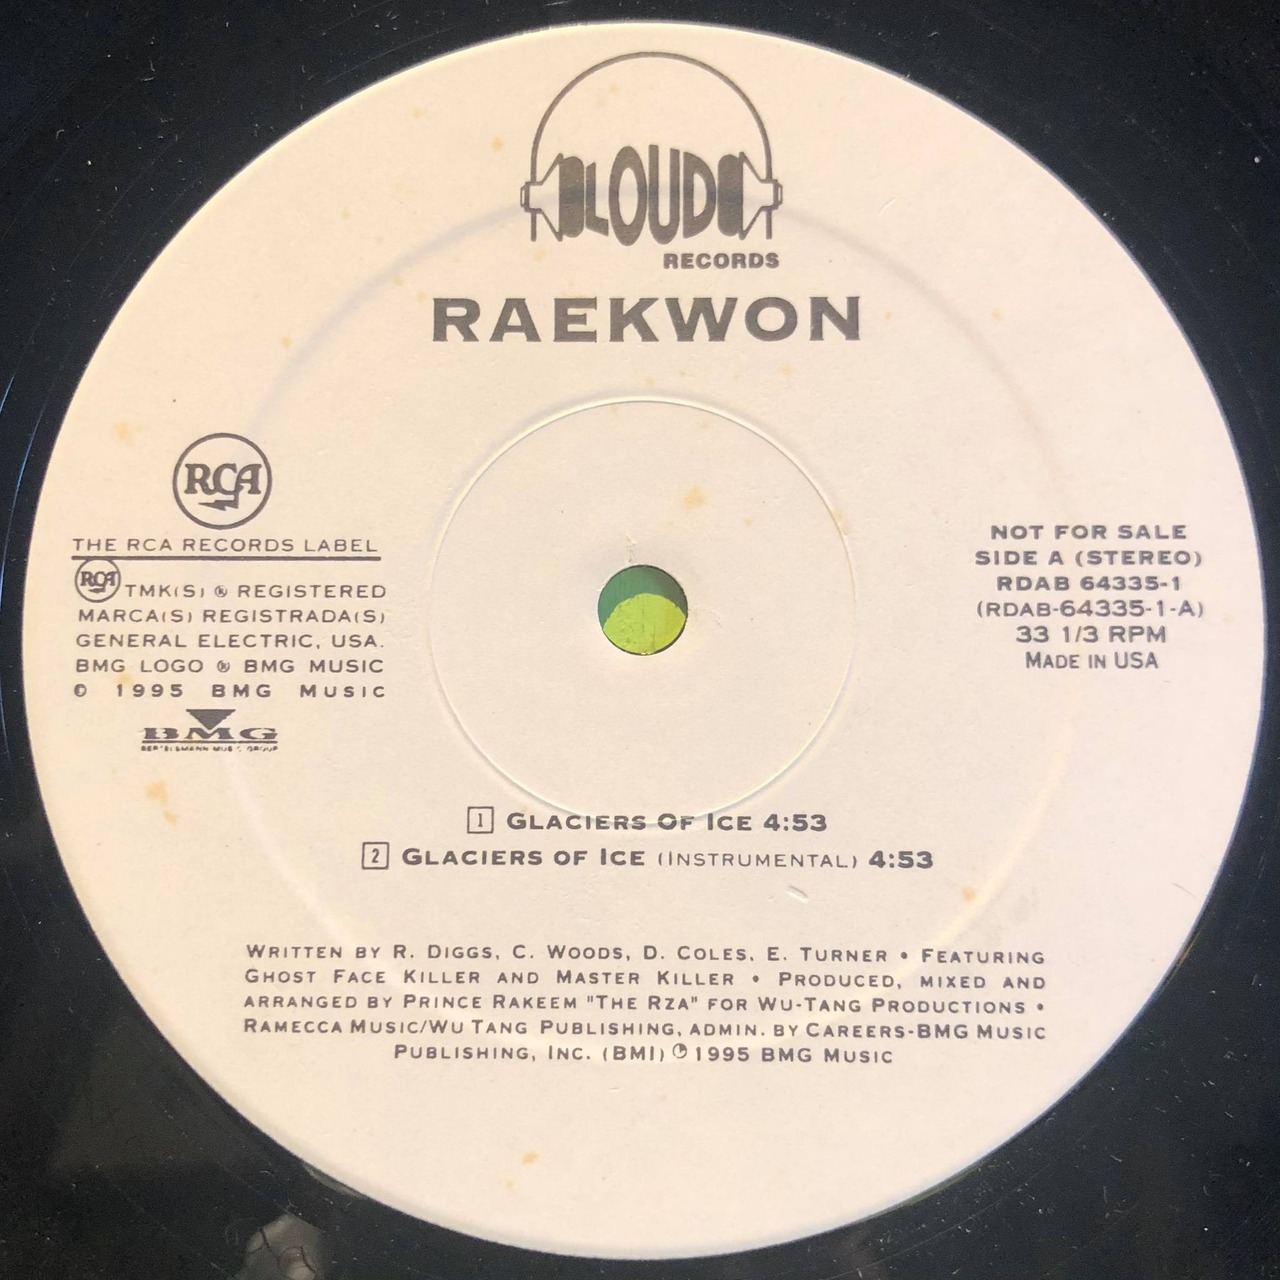 LOUD
RECORDS
RAEKWON
RCA
THE RCA RECORDS LABEL
RCA TMK(S) ® REGISTERED
MARCA(S) REGISTRADA(S)
GENERAL ELECTRIC, USA.
BMG LOGO ® BMG MUSIC
© 1995 BMG MUSIC
BMG
BERTELSMANN MUSIC GROUP
NOT FOR SALE
SIDE A (STEREO)
RDAB 64335-1
(RDAB-64335-1-A)
33 1/3 RPM
MADE IN USA
1 GLACIERS OF ICE 4:53
2 GLACIERS OF ICE (INSTRUMENTAL) 4:53
WRITTEN BY R. DIGGS, C. WOODS, D. COLES, E. TURNER • FEATURING
GHOST FACE KILLER AND MASTER KILLER • PRODUCED, MIXED AND
ARRANGED BY PRINCE RAKEEM "THE RZA" FOR WU-TANG PRODUCTIONS •
RAMECCA MUSIC/WU TANG PUBLISHING, ADMIN. BY CAREERS-BMG MUSIC
PUBLISHING, INC. (BMI) ℗ 1995 BMG MUSIC